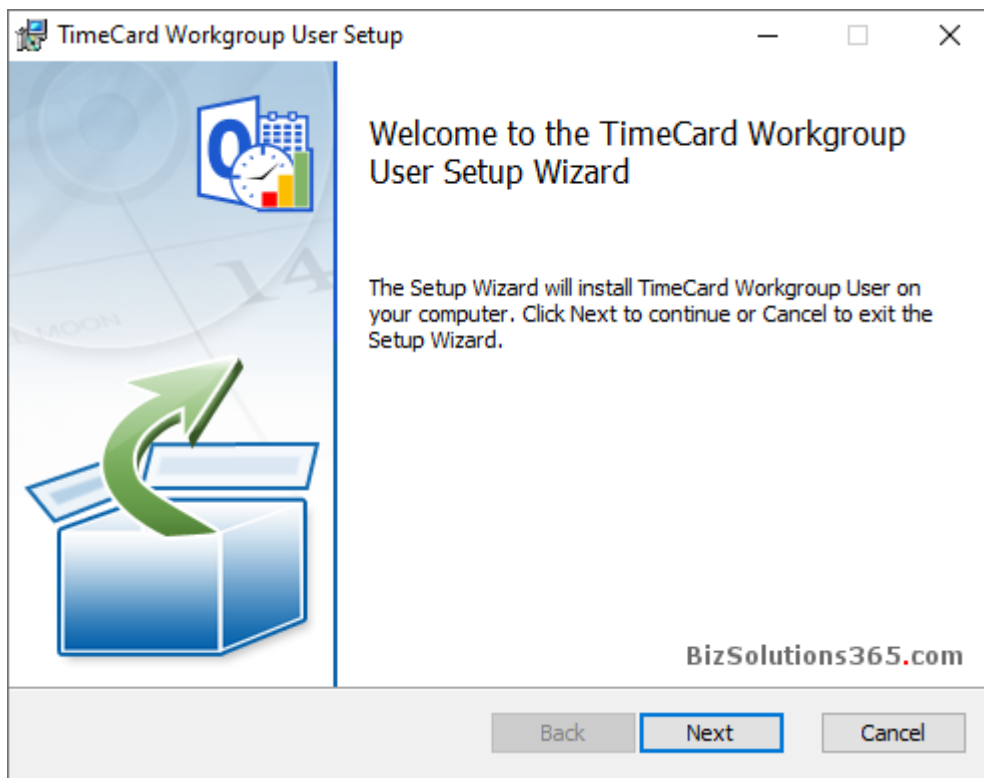 TimeCard Workgroup User Setup
Welcome to the TimeCard Workgroup
User Setup Wizard
The Setup Wizard will install TimeCard Workgroup User on
your computer. Click Next to continue or Cancel to exit the
Setup Wizard.
O
14
MOON
BizSolutions365.com
Back
Next
Cancel